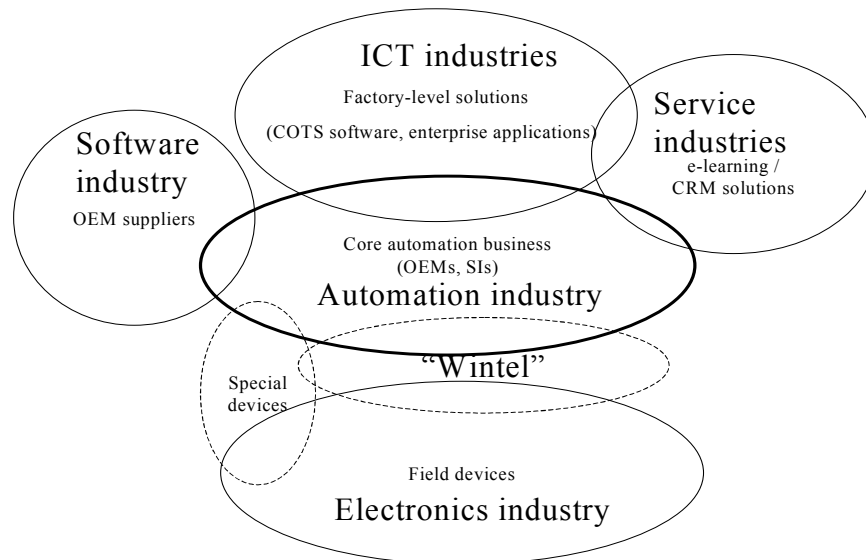 ICT industries
Factory-level solutions
(COTS software, enterprise applications)
Service
industries
e-learning /
CRM solutions
Software
industry
OEM suppliers
Core automation business
(OEMs, SIs)
Automation industry
“Wintel”
Special
devices
Field devices
Electronics industry